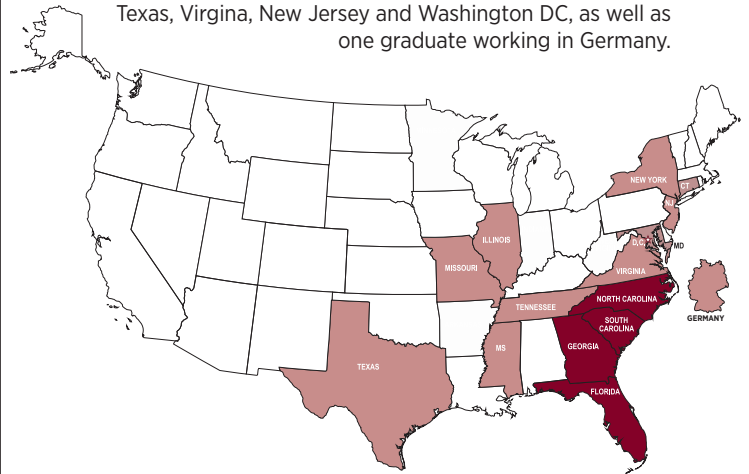 Texas, Virgina, New Jersey and Washington DC, as well as
one graduate working in Germany.
NEW YORK
CT
NJ
ILLINOIS
D.C.
MD
MISSOURI
VIRGINIA
NORTH CAROLINA
TENNESSEE
GERMANY
SOUTH
CAROLINA
MS
GEORGIA
TEXAS
FLORIDA